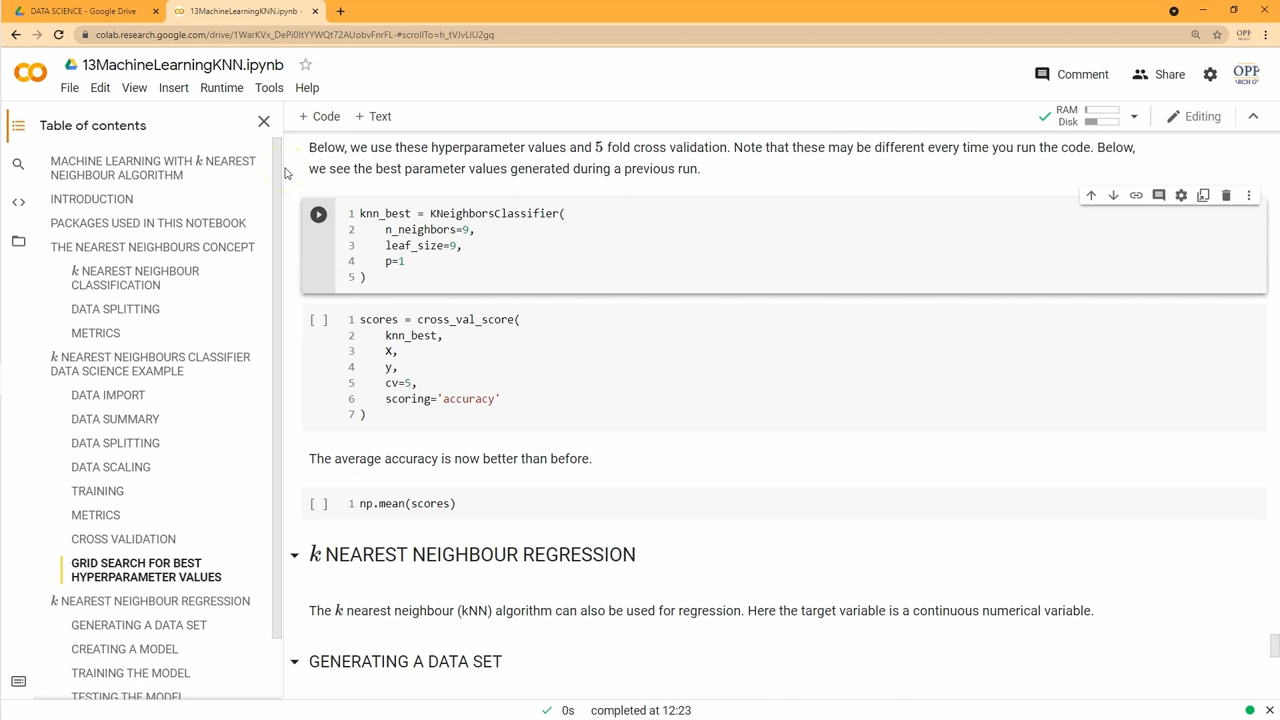 DATA SCIENCE - Google Drive
13MachineLearningKNN.ipynb -
colab.research.google.com/drive/1WarKVx_DePi0ItYYWQt72AUobvFnrFL-#scrollTo=h_tVJvLIU2gq
13MachineLearningKNN.ipynb
File Edit View Insert Runtime Tools Help
Comment Share
OPP
+ Code + Text
RAM
Disk
Editing
Table of contents
MACHINE LEARNING WITH k NEAREST
NEIGHBOUR ALGORITHM
INTRODUCTION
PACKAGES USED IN THIS NOTEBOOK
THE NEAREST NEIGHBOURS CONCEPT
k NEAREST NEIGHBOUR
CLASSIFICATION
DATA SPLITTING
METRICS
k NEAREST NEIGHBOURS CLASSIFIER
DATA SCIENCE EXAMPLE
DATA IMPORT
DATA SUMMARY
DATA SPLITTING
DATA SCALING
TRAINING
METRICS
CROSS VALIDATION
GRID SEARCH FOR BEST
HYPERPARAMETER VALUES
k NEAREST NEIGHBOUR REGRESSION
GENERATING A DATA SET
CREATING A MODEL
TRAINING THE MODEL
TESTING THE MODEL
Below, we use these hyperparameter values and 5 fold cross validation. Note that these may be different every time you run the code. Below,
we see the best parameter values generated during a previous run.
1 knn_best = KNeighborsClassifier(
2 n_neighbors=9,
3 leaf_size=9,
4 p=1
5 )
[ ] 1 scores = cross_val_score(
2 knn_best,
3 X,
4 y,
5 cv=5,
6 scoring='accuracy'
7 )
The average accuracy is now better than before.
[ ] 1 np.mean(scores)
k NEAREST NEIGHBOUR REGRESSION
The k nearest neighbour (kNN) algorithm can also be used for regression. Here the target variable is a continuous numerical variable.
GENERATING A DATA SET
0s completed at 12:23